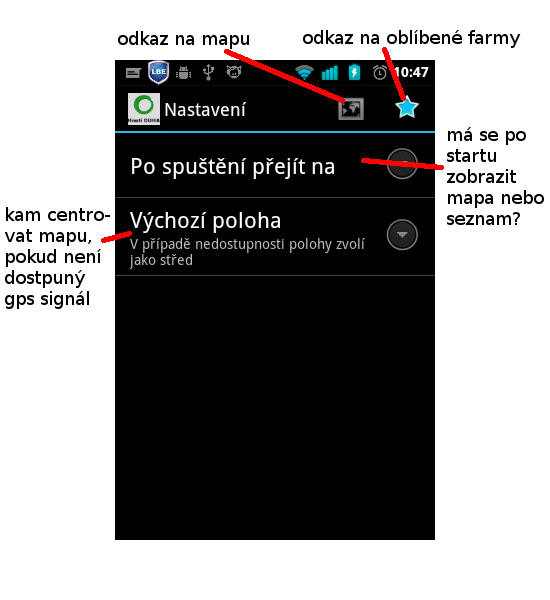 odkaz na mapu
odkaz na oblíbené farmy
LBE
10:47
Hnutí DUHA
Nastavení
Po spuštění přejít na
má se po
startu
zobrazit
mapa nebo
seznam?
kam centro-
vat mapu,
pokud není
dostpuný
gps signál
Výchozí poloha
V případě nedostupnosti polohy zvolí
jako střed